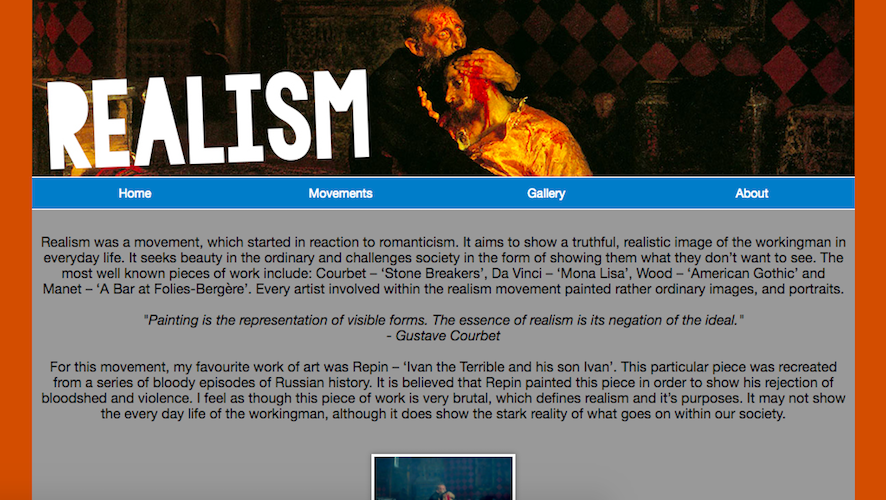 REALISM
Home Movements Gallery About
Realism was a movement, which started in reaction to romanticism. It aims to show a truthful, realistic image of the workingman in
everyday life. It seeks beauty in the ordinary and challenges society in the form of showing them what they don’t want to see. The
most well known pieces of work include: Courbet – ‘Stone Breakers’, Da Vinci – ‘Mona Lisa’, Wood – ‘American Gothic’ and
Manet – ‘A Bar at Folies-Bergère’. Every artist involved within the realism movement painted rather ordinary images, and portraits.
"Painting is the representation of visible forms. The essence of realism is its negation of the ideal."
- Gustave Courbet
For this movement, my favourite work of art was Repin – ‘Ivan the Terrible and his son Ivan’. This particular piece was recreated
from a series of bloody episodes of Russian history. It is believed that Repin painted this piece in order to show his rejection of
bloodshed and violence. I feel as though this piece of work is very brutal, which defines realism and it’s purposes. It may not show
the every day life of the workingman, although it does show the stark reality of what goes on within our society.